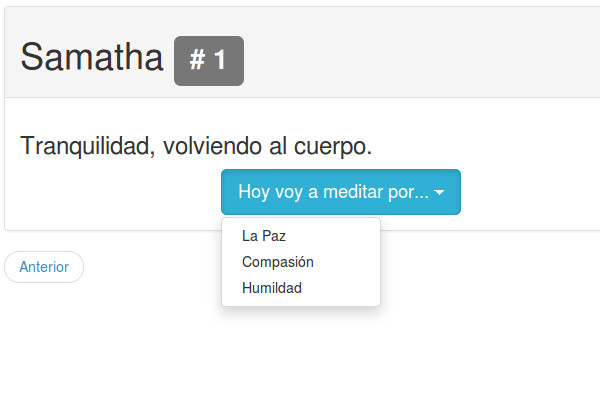 Samatha # 1
Tranquilidad, volviendo al cuerpo.
Hoy voy a meditar por...
La Paz
Compasión
Humildad
Anterior